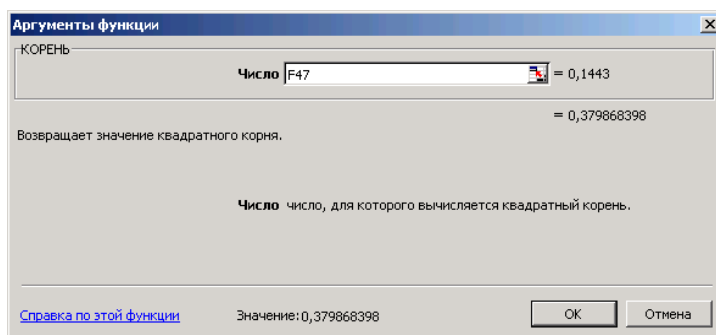 Аргументы функции
КОРЕНЬ
Число F47 = 0,1443
= 0,379868398
Возвращает значение квадратного корня.
Число число, для которого вычисляется квадратный корень.
Справка по этой функции Значение:0,379868398 OK Отмена